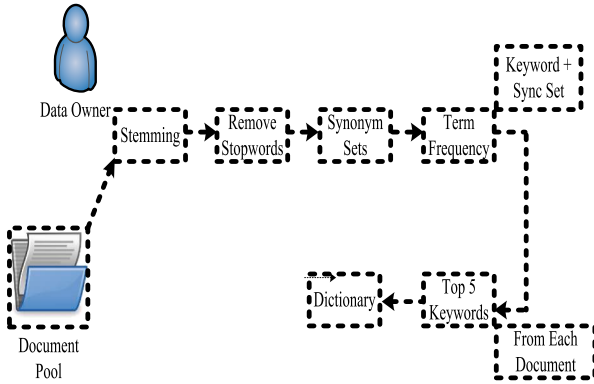 Keyword +
Sync Set
Data Owner
Stemming
Remove
Stopwords
Synonym
Sets
Term
Frequency
Dictionary
Top 5
Keywords
From Each
Document
Document
Pool